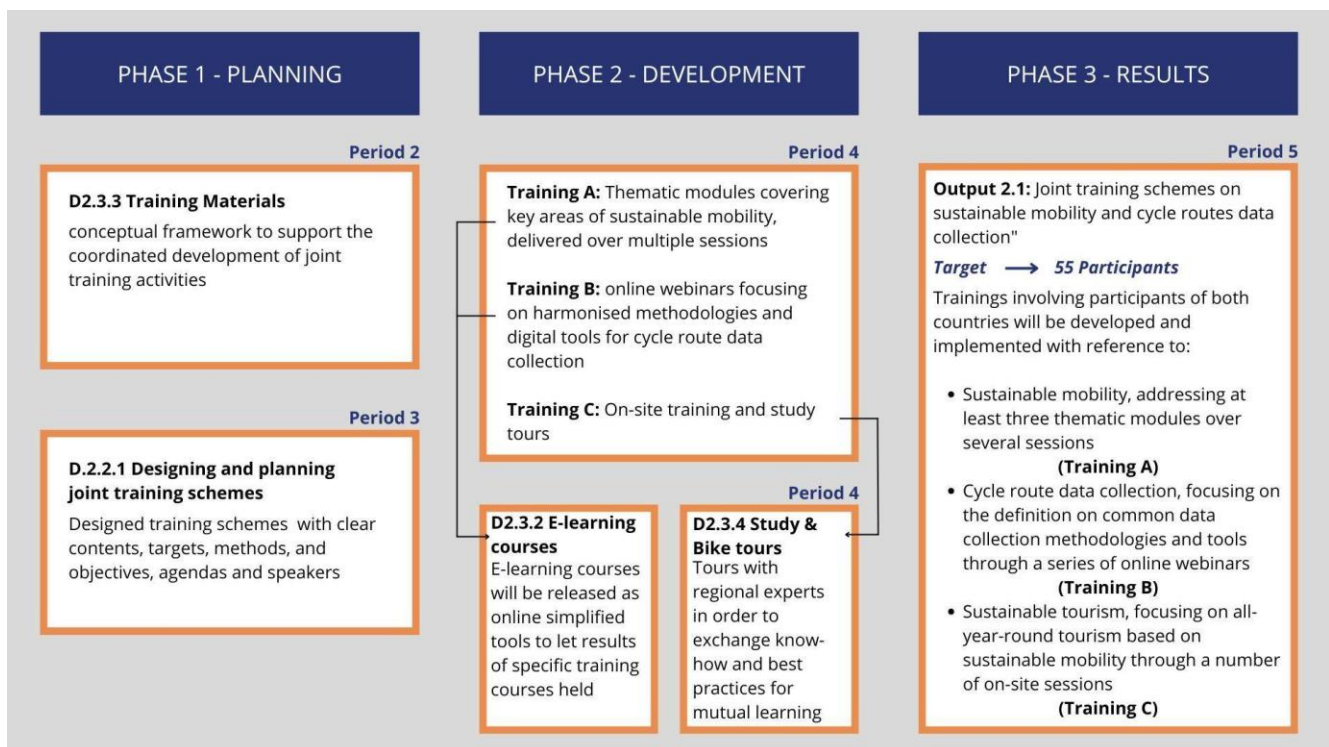 PHASE 1 - PLANNING
Period 2
D2.3.3 Training Materials
conceptual framework to support the
coordinated development of joint
training activities
Period 3
D.2.2.1 Designing and planning
joint training schemes
Designed training schemes with clear
contents, targets, methods, and
objectives, agendas and speakers
PHASE 2 - DEVELOPMENT
Period 4
Training A: Thematic modules covering
key areas of sustainable mobility,
delivered over multiple sessions
Training B: online webinars focusing
on harmonised methodologies and
digital tools for cycle route data
collection
Training C: On-site training and study
tours
D2.3.2 E-learning
courses
E-learning courses
will be released as
online simplified
tools to let results
of specific training
courses held
Period 4
D2.3.4 Study &
Bike tours
Tours with
regional experts
in order to
exchange know-
how and best
practices for
mutual learning
PHASE 3 - RESULTS
Period 5
Output 2.1: Joint training schemes on
sustainable mobility and cycle routes data
collection"
Target → 55 Participants
Trainings involving participants of both
countries will be developed and
implemented with reference to:
• Sustainable mobility, addressing at
least three thematic modules over
several sessions
(Training A)
• Cycle route data collection, focusing on
the definition on common data
collection methodologies and tools
through a series of online webinars
(Training B)
• Sustainable tourism, focusing on all-
year-round tourism based on
sustainable mobility through a number
of on-site sessions
(Training C)